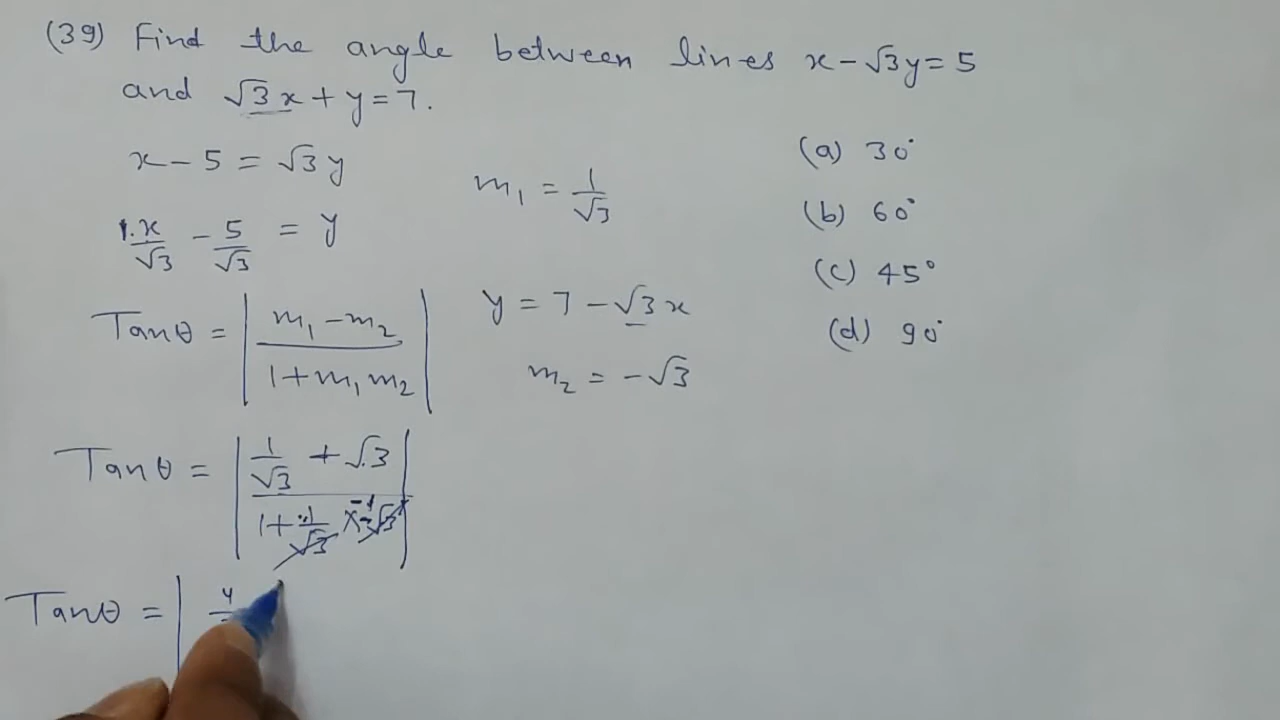 (39) Find the angle between lines x - √3y = 5
and √3x + y = 7.
x - 5 = √3y
m₁ = 1/√3
(a) 30°
(b) 60°
1.x/√3 - 5/√3 = y
(c) 45°
y = 7 - √3x
(d) 90°
Tanθ = | (m₁ - m₂)/(1 + m₁m₂) |
m₂ = -√3
Tanθ = | (1/√3 + √3)/(1 + 1/√3 × -√3) |
Tanθ = | 4